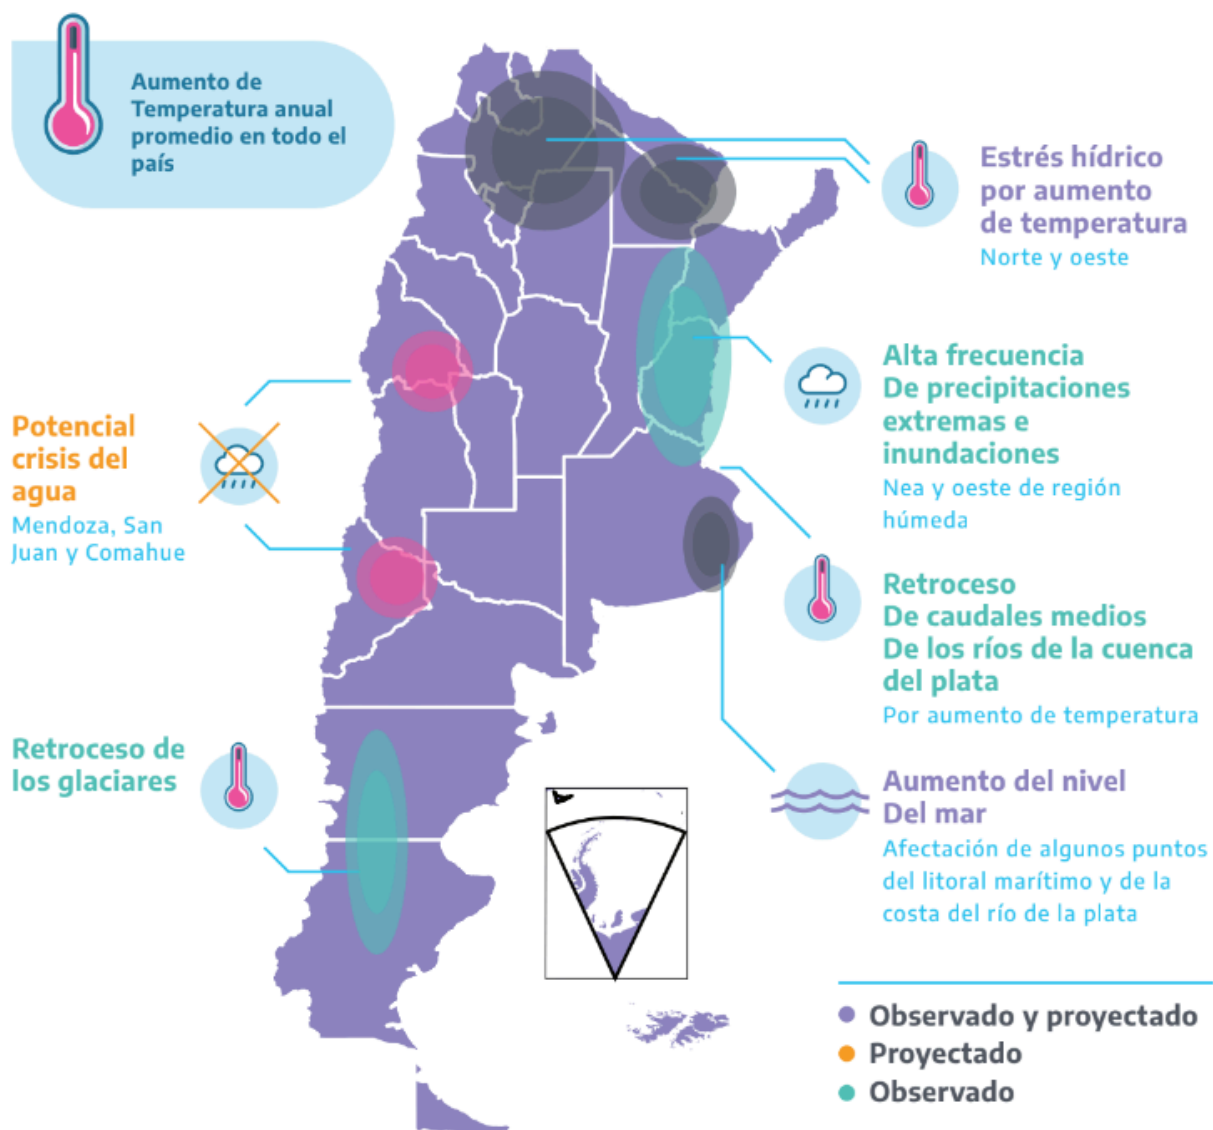 Aumento de
Temperatura anual
promedio en todo el
país
Estrés hídrico
por aumento
de temperatura
Norte y oeste
Alta frecuencia
De precipitaciones
extremas e
inundaciones
Nea y oeste de región
húmeda
Potencial
crisis del
agua
Mendoza, San
Juan y Comahue
Retroceso
De caudales medios
De los ríos de la cuenca
del plata
Por aumento de temperatura
Retroceso de
los glaciares
Aumento del nivel
Del mar
Afectación de algunos puntos
del litoral marítimo y de la
costa del río de la plata
Observado y proyectado
Proyectado
Observado